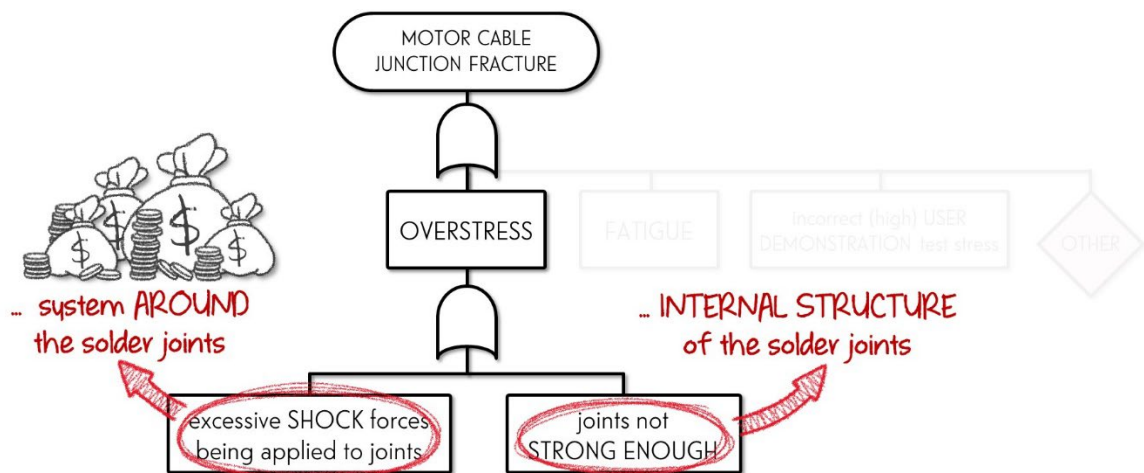 MOTOR CABLE
JUNCTION FRACTURE
OVERSTRESS
FATIGUE
Incorrect (high) USER
DEMONSTRATION test stress
OTHER
$
$
$
$
... system AROUND
the solder joints
... INTERNAL STRUCTURE
of the solder joints
excessive SHOCK forces
being applied to joints
joints not
STRONG ENOUGH